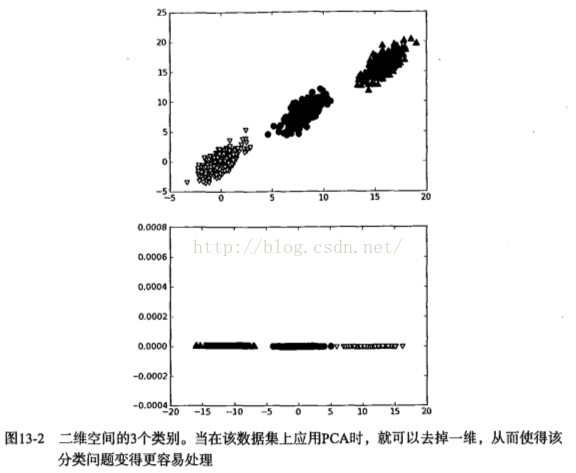 25
20
15
10
5
0
−5
−5 0 5 10 15 20
0.0008
http://blog.csdn.net/
0.0006
0.0004
0.0002
0.0000
−0.0002
−0.0004
−20 −15 −10 −5 0 5 10 15 20
图13-2 二维空间的3个类别。当在该数据集上应用PCA时，就可以去掉一维，从而使得该
分类问题变得更容易处理